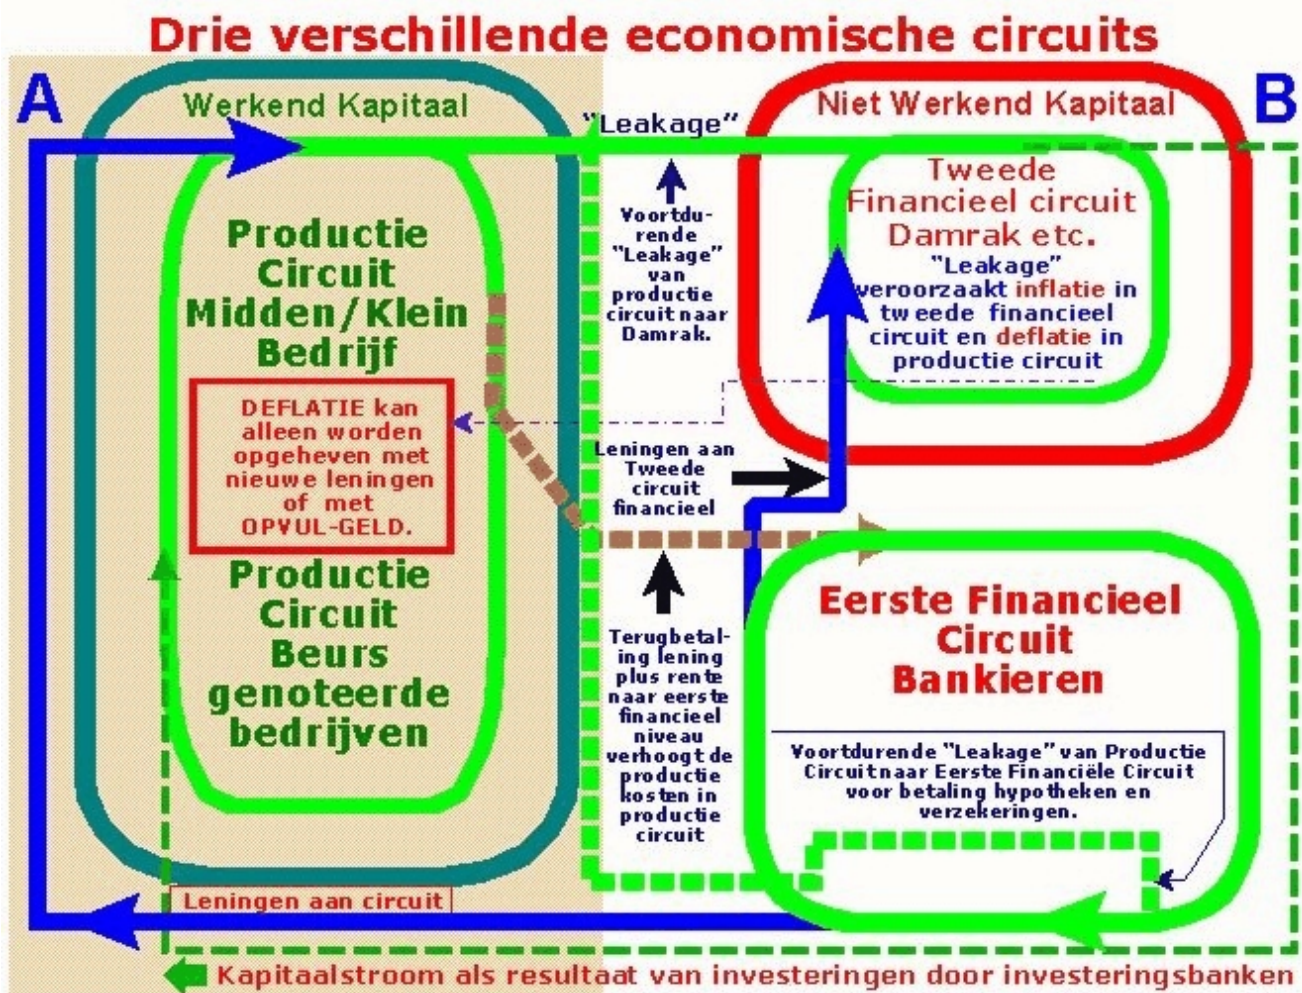 Drie verschillende economische circuits
A
B
Werkend Kapitaal
"Leakage"
Niet Werkend Kapitaal
Productie
Circuit
Midden/Klein
Bedrijf
DEFLATIE kan
alleen worden
opgeheven met
nieuwe leningen
of met
OPVUL-GELD.
Productie
Circuit
Beurs
genoteerde
bedrijven
Voortdu-
rende
"Leakage"
van
productie
circuit naar
Damrak.
Tweede
Financieel circuit
Damrak etc.
"Leakage"
veroorzaakt inflatie in
tweede financieel
circuit en deflatie in
productie circuit
Leningen aan
Tweede
circuit
financieel
Terugbetal-
ing lening
plus rente
naar eerste
financieel
niveau
verhoogt de
productie
kosten in
productie
circuit
Eerste Financieel
Circuit
Bankieren
Voortdurende "Leakage" van Productie
Circuit naar Eerste Financiële Circuit
voor betaling hypotheken en
verzekeringen.
Leningen aan circuit
Kapitaalstroom als resultaat van investeringen door investeringsbanken